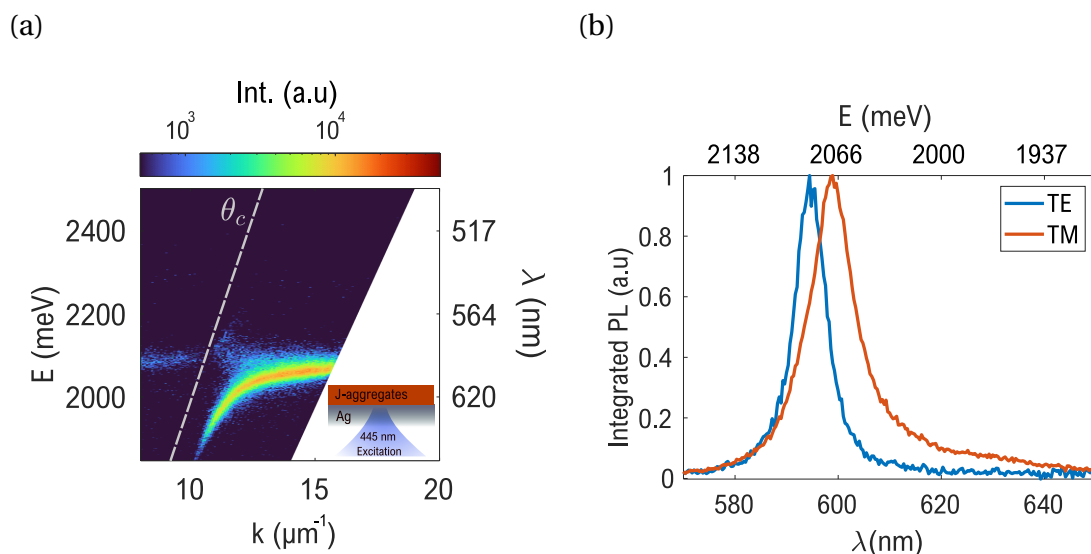 (a)
Int. (a.u)
10³ 10⁴
θc
2400
2200
2000
E (meV)
517
564
620
λ (nm)
J-aggregates
Ag
445 nm
Excitation
10 15 20
k (µm⁻¹)
(b)
E (meV)
2138 2066 2000 1937
1
0.8
0.6
0.4
0.2
0
Integrated PL (a.u)
TE
TM
580 600 620 640
λ(nm)